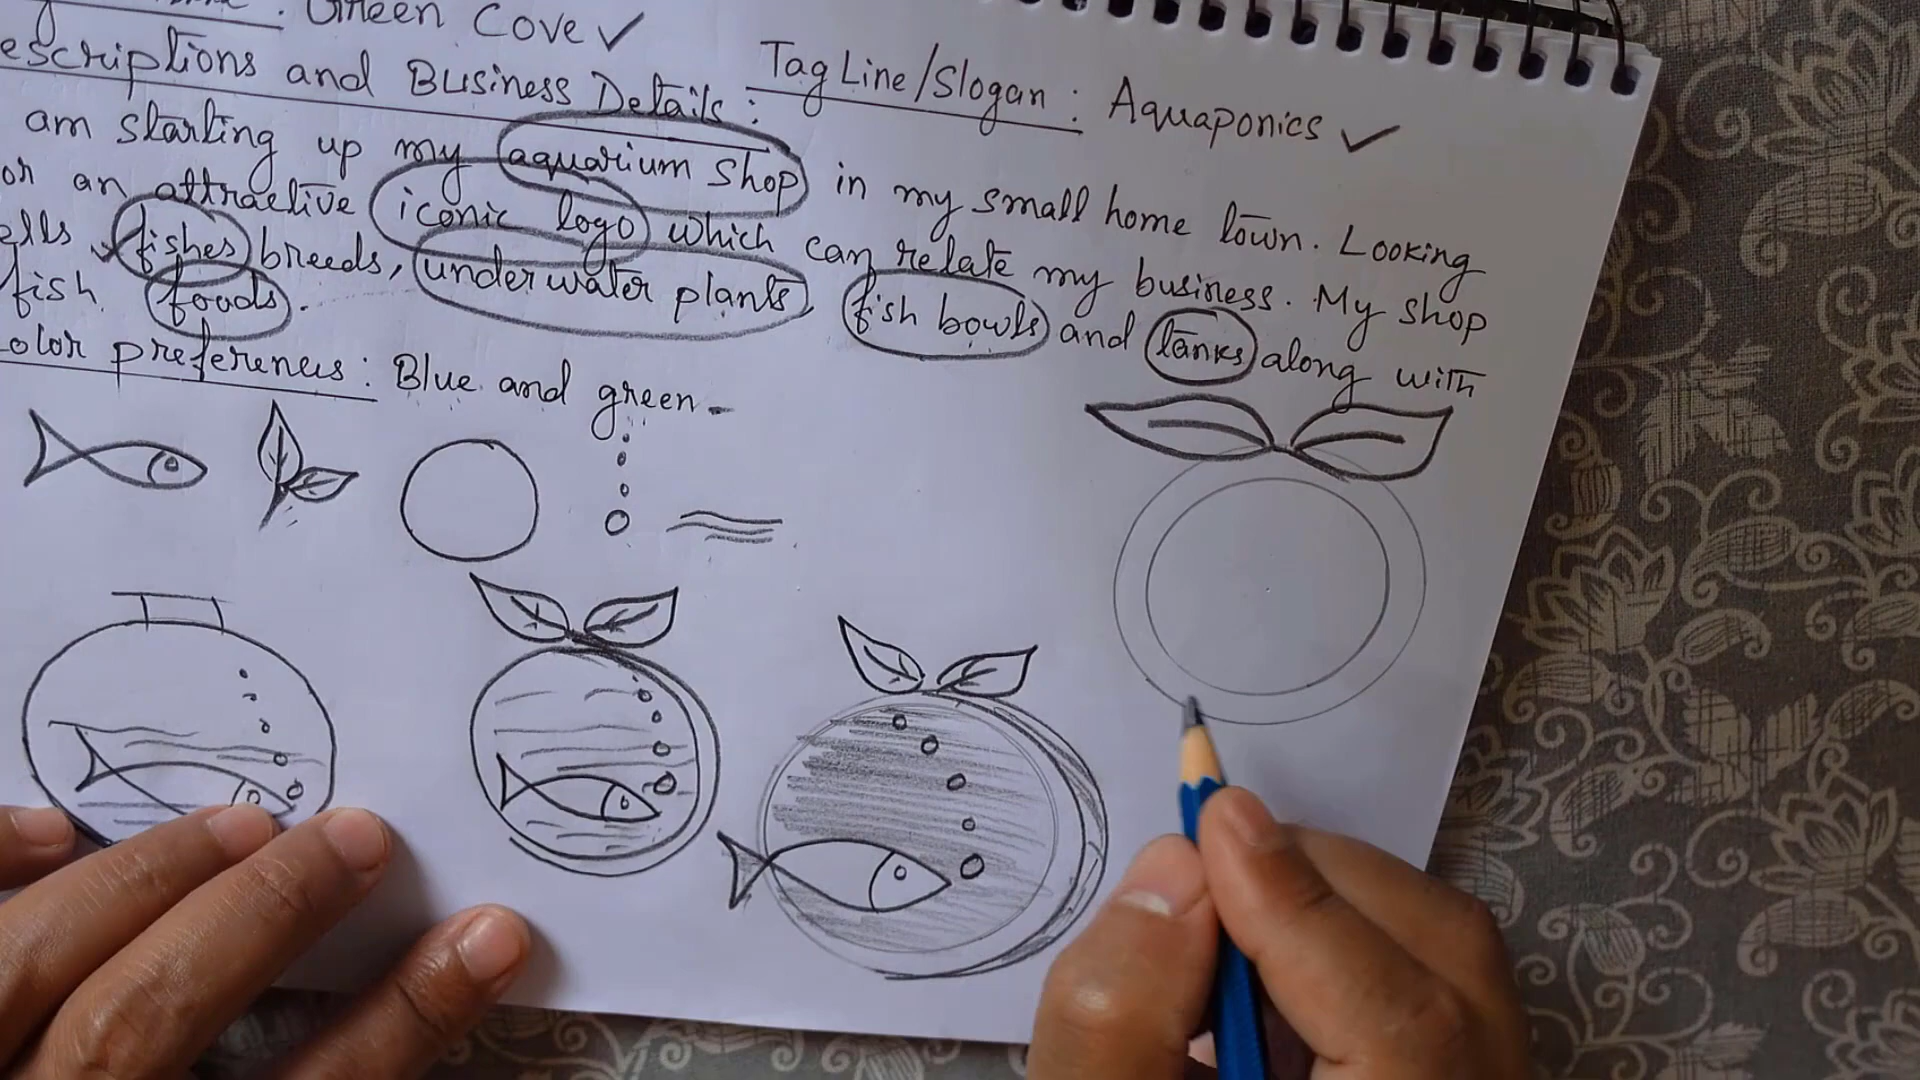 : Green Cove ✓
escriptions and Business Details :
Tag Line/Slogan : Aquaponics ✓
am starting up my aquarium shop in my small home town. Looking
or an attractive iconic logo which can relate my business. My shop
ells fishes breeds, underwater plants, fish bowls and tanks along with
fish foods.
olor preferences : Blue and green-